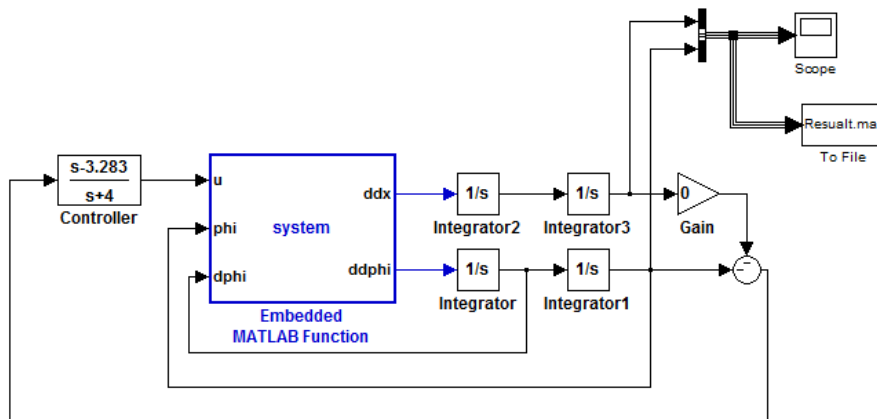 Scope
Resualt.ma
To File
s-3.283
s+4
Controller
u
phi
dphi
system
ddx
ddphi
Embedded
MATLAB Function
1/s
Integrator2
1/s
Integrator3
0
Gain
1/s
Integrator
1/s
Integrator1